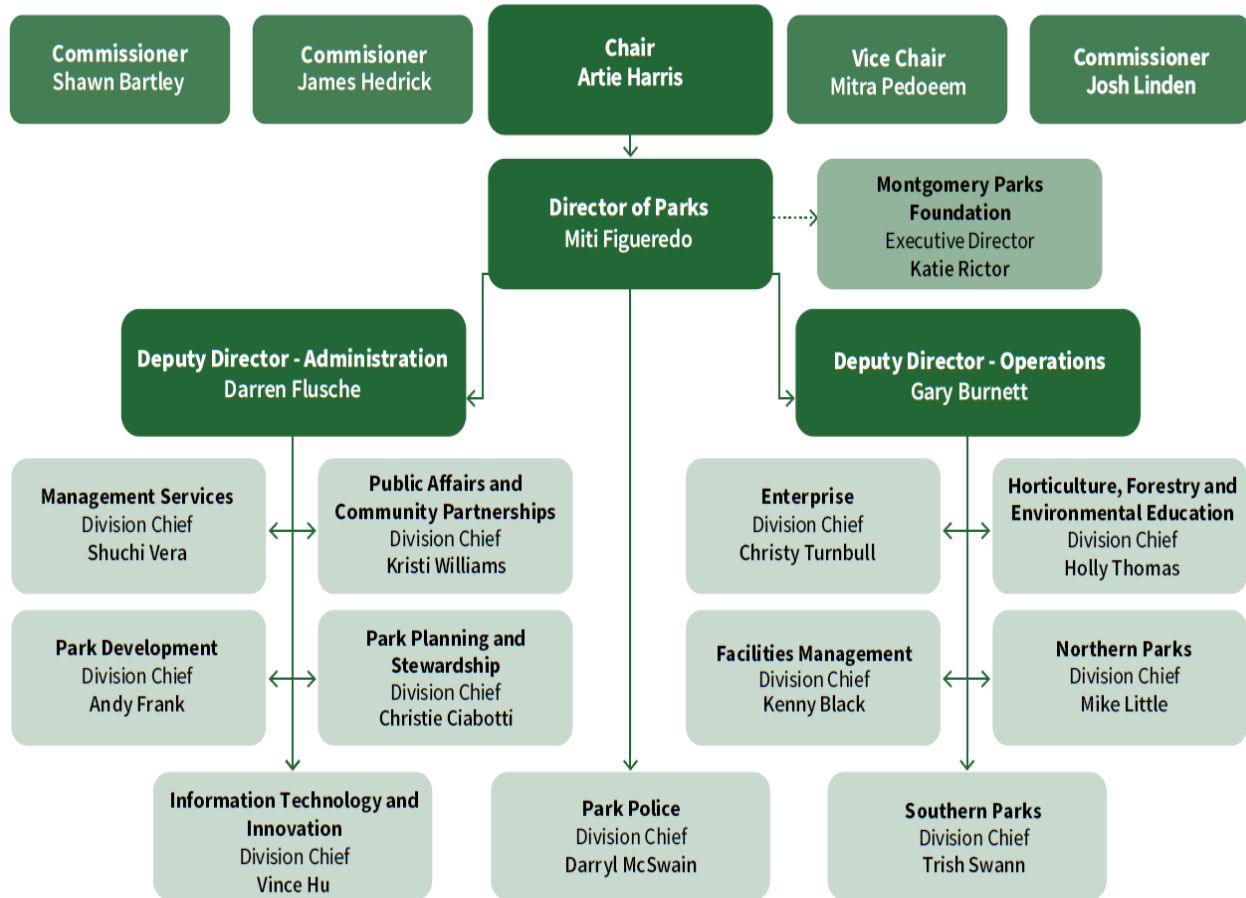 Commissioner
Shawn Bartley
Commisioner
James Hedrick
Chair
Artie Harris
Vice Chair
Mitra Pedoeem
Commissioner
Josh Linden
Director of Parks
Miti Figueredo
Montgomery Parks
Foundation
Executive Director
Katie Rictor
Deputy Director - Administration
Darren Flusche
Deputy Director - Operations
Gary Burnett
Management Services
Division Chief
Shuchi Vera
Public Affairs and
Community Partnerships
Division Chief
Kristi Williams
Enterprise
Division Chief
Christy Turnbull
Horticulture, Forestry and
Environmental Education
Division Chief
Holly Thomas
Park Development
Division Chief
Andy Frank
Park Planning and
Stewardship
Division Chief
Christie Ciabotti
Facilities Management
Division Chief
Kenny Black
Northern Parks
Division Chief
Mike Little
Information Technology and
Innovation
Division Chief
Vince Hu
Park Police
Division Chief
Darryl McSwain
Southern Parks
Division Chief
Trish Swann